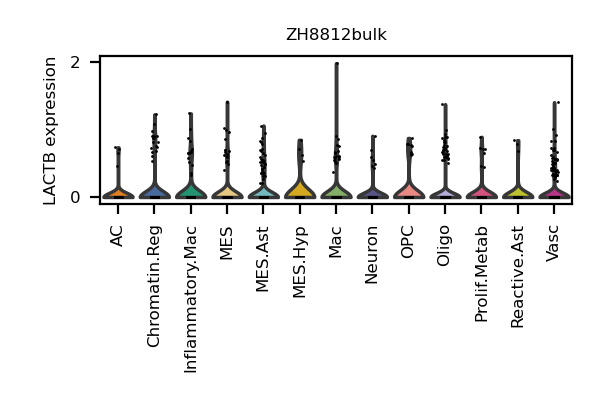 ZH8812bulk
LACTB expression
2
0
AC
Chromatin.Reg
Inflammatory.Mac
MES
MES.Ast
MES.Hyp
Mac
Neuron
OPC
Oligo
Prolif.Metab
Reactive.Ast
Vasc